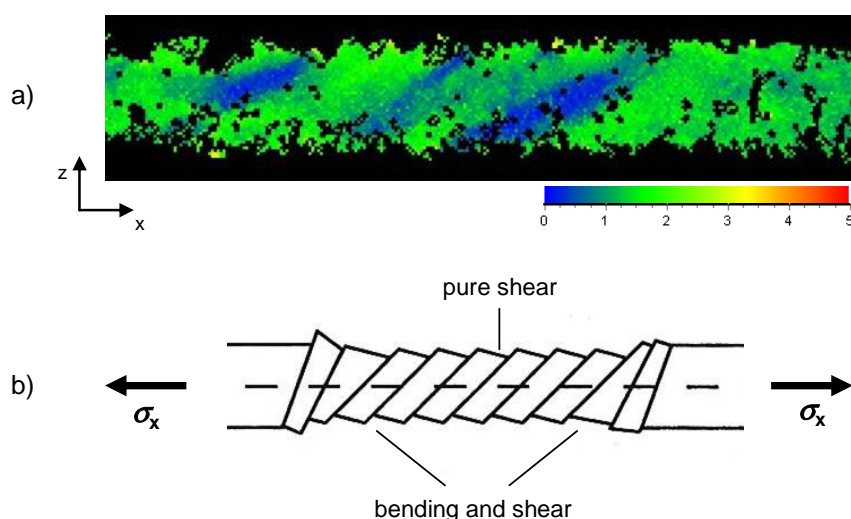 a)
z
x
0 1 2 3 4 5
pure shear
b)
σx
σx
bending and shear